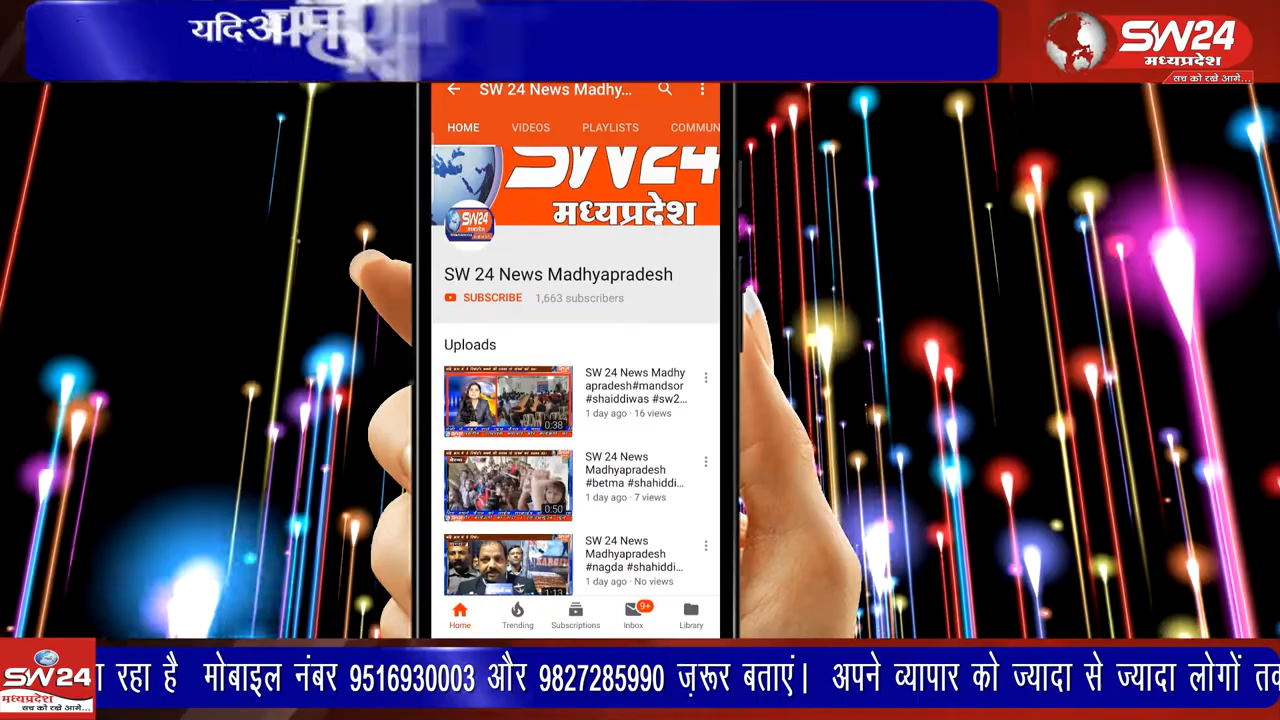 यदि
SW24
मध्यप्रदेश
सच को रखे आगे...
SW 24 News Madhy...
HOME VIDEOS PLAYLISTS COMMUN
SW24
मध्यप्रदेश
SW24
SW 24 News Madhyapradesh
SUBSCRIBE 1,663 subscribers
Uploads
SW 24 News Madhy
apradesh#mandsor
#shaiddiwas #sw2...
1 day ago · 16 views
0:38
SW 24 News
Madhyapradesh
#betma #shahiddi...
1 day ago · 7 views
0:50
SW 24 News
Madhyapradesh
#nagda #shahiddi...
1 day ago · No views
1:13
Home Trending Subscriptions Inbox Library
9+
SW24
मध्यप्रदेश
सच को रखे आगे...
रहा है मोबाइल नंबर 9516930003 और 9827285990 ज़रूर बताएं। अपने व्यापार को ज्यादा से ज्यादा लोगों तक